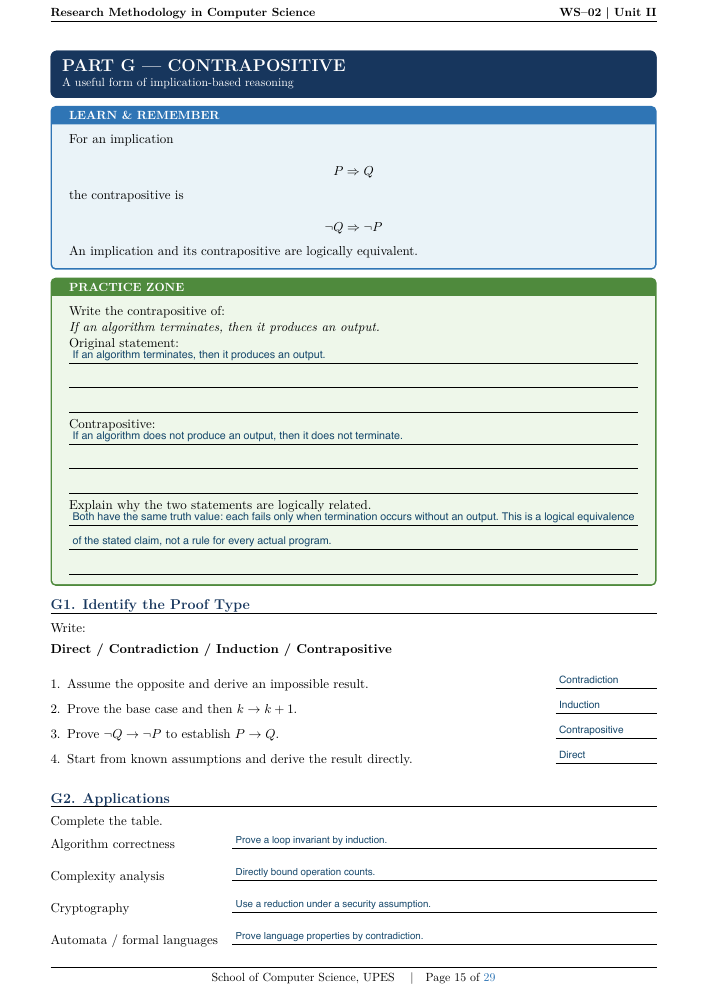 Research Methodology in Computer Science WS–02 | Unit II
PART G — CONTRAPOSITIVE
A useful form of implication-based reasoning
LEARN & REMEMBER
For an implication
P ⇒ Q
the contrapositive is
¬Q ⇒ ¬P
An implication and its contrapositive are logically equivalent.
PRACTICE ZONE
Write the contrapositive of:
If an algorithm terminates, then it produces an output.
Original statement:
If an algorithm terminates, then it produces an output.
Contrapositive:
If an algorithm does not produce an output, then it does not terminate.
Explain why the two statements are logically related.
Both have the same truth value: each fails only when termination occurs without an output. This is a logical equivalence
of the stated claim, not a rule for every actual program.
G1. Identify the Proof Type
Write:
Direct / Contradiction / Induction / Contrapositive
1. Assume the opposite and derive an impossible result. Contradiction
2. Prove the base case and then k → k + 1. Induction
3. Prove ¬Q → ¬P to establish P → Q. Contrapositive
4. Start from known assumptions and derive the result directly. Direct
G2. Applications
Complete the table.
Algorithm correctness Prove a loop invariant by induction.
Complexity analysis Directly bound operation counts.
Cryptography Use a reduction under a security assumption.
Automata / formal languages Prove language properties by contradiction.
School of Computer Science, UPES | Page 15 of 29